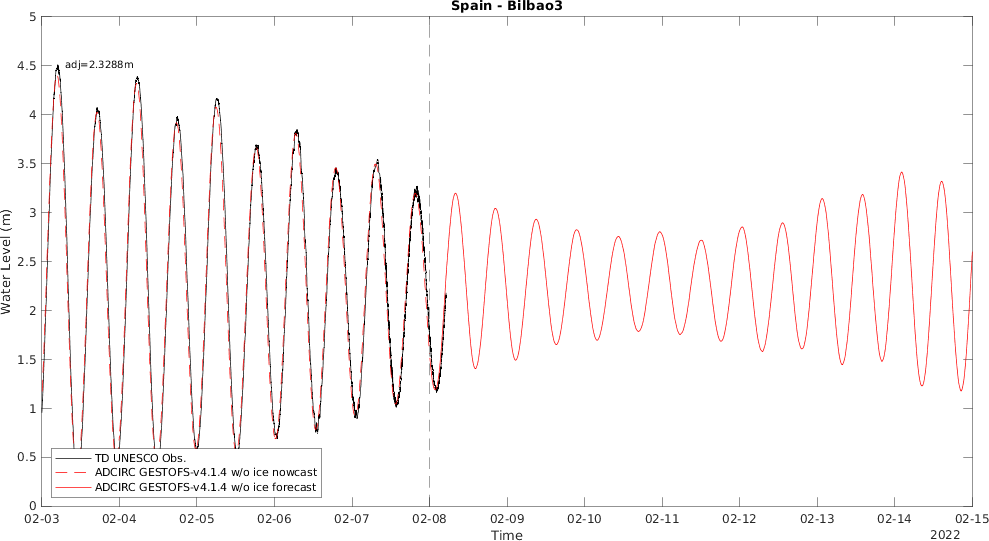 Spain - Bilbao3
adj=2.3288m
5
4.5
4
3.5
3
2.5
2
1.5
1
0.5
0
Water Level (m)
TD UNESCO Obs.
ADCIRC GESTOFS-v4.1.4 w/o ice nowcast
ADCIRC GESTOFS-v4.1.4 w/o ice forecast
02-03 02-04 02-05 02-06 02-07 02-08 02-09 02-10 02-11 02-12 02-13 02-14 02-15
Time
2022